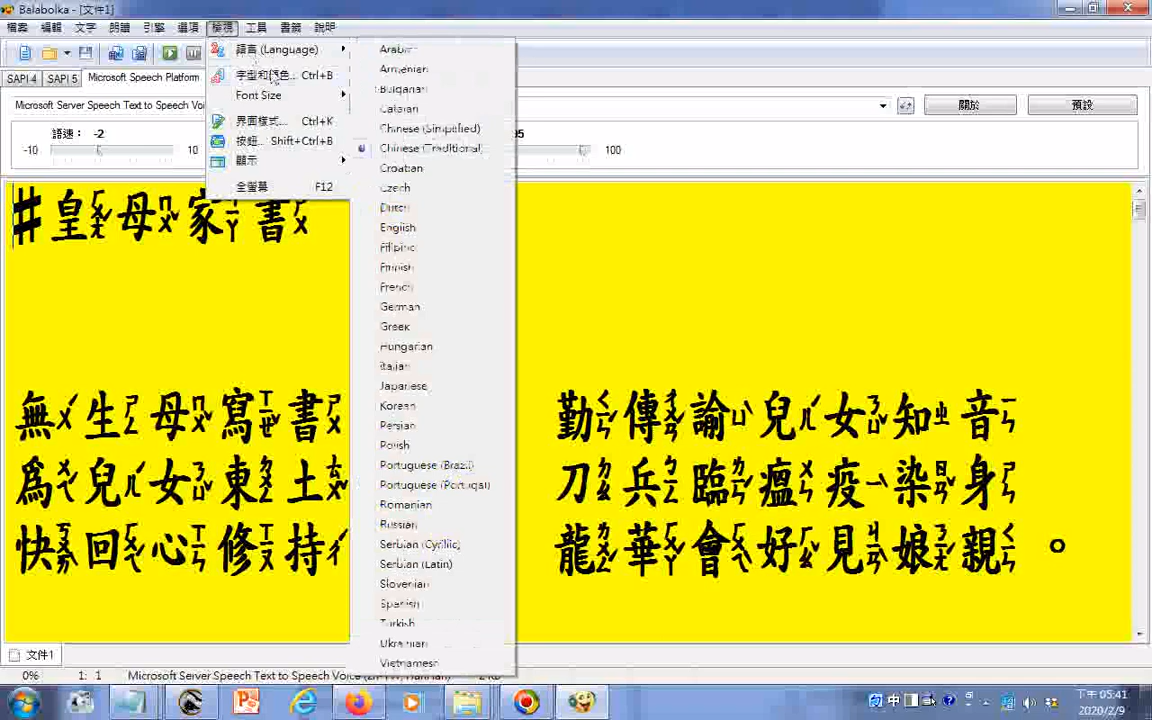 Balabolka - [文件1]
檔案 編輯 文字 朗讀 引擎 選項 檢視 工具 書籤 說明
語言 (Language)
字型和顏色... Ctrl+B
Font Size
界面樣式... Ctrl+K
按鈕... Shift+Ctrl+B
顯示
全螢幕 F12
Arabic
Armenian
Bulgarian
Catalan
Chinese (Simplified)
Chinese (Traditional)
Croatian
Czech
Dutch
English
Filipino
Finnish
French
German
Greek
Hungarian
Italian
Japanese
Korean
Persian
Polish
Portuguese (Brazil)
Portuguese (Portugal)
Romanian
Russian
Serbian (Cyrillic)
Serbian (Latin)
Slovenian
Spanish
Turkish
Ukrainian
Vietnamese
SAPI 4 SAPI 5 Microsoft Speech Platform
Microsoft Server Speech Text to Speech Voi
關於 預設
語速： -2 95
-10 10 100
#皇母家書
無生母寫書 勤傳諭兒女知音
為兒女東土 刀兵臨瘟疫染身
快回心修持 龍華會好見娘親。
文件1
0% 1: 1 Microsoft Server Speech Text to Speech Voice
中
下午 05:41
2020/2/9